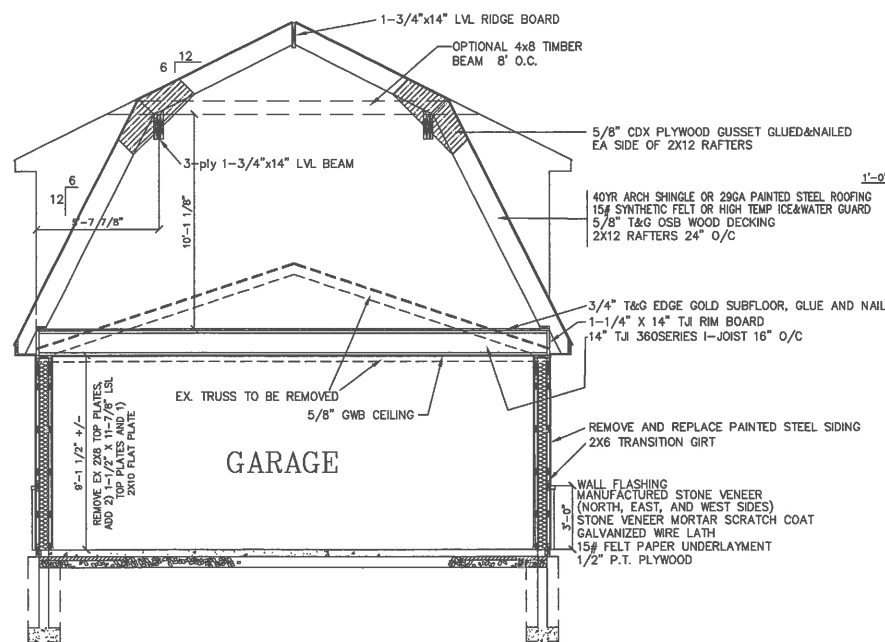 1-3/4"x14" LVL RIDGE BOARD
OPTIONAL 4x8 TIMBER
BEAM 8' O.C.
12
6
5/8" CDX PLYWOOD GUSSET GLUED&NAILED
EA SIDE OF 2X12 RAFTERS
3-ply 1-3/4"x14" LVL BEAM
1'-0"
6
12
5'-7 7/8"
10'-1 1/8"
40YR ARCH SHINGLE OR 29GA PAINTED STEEL ROOFING
15# SYNTHETIC FELT OR HIGH TEMP ICE&WATER GUARD
5/8" T&G OSB WOOD DECKING
2X12 RAFTERS 24" O/C
3/4" T&G EDGE GOLD SUBFLOOR, GLUE AND NAIL
1-1/4" X 14" TJI RIM BOARD
14" TJI 360SERIES I-JOIST 16" O/C
EX. TRUSS TO BE REMOVED
5/8" GWB CEILING
9'-1 1/2" +/-
REMOVE EX 2X8 TOP PLATES,
ADD 2) 1-1/2" X 11-7/8" LSL
TOP PLATES AND 1)
2X10 FLAT PLATE
GARAGE
REMOVE AND REPLACE PAINTED STEEL SIDING
2X6 TRANSITION GIRT
3'-0"
WALL FLASHING
MANUFACTURED STONE VENEER
(NORTH, EAST, AND WEST SIDES)
STONE VENEER MORTAR SCRATCH COAT
GALVANIZED WIRE LATH
15# FELT PAPER UNDERLAYMENT
1/2" P.T. PLYWOOD